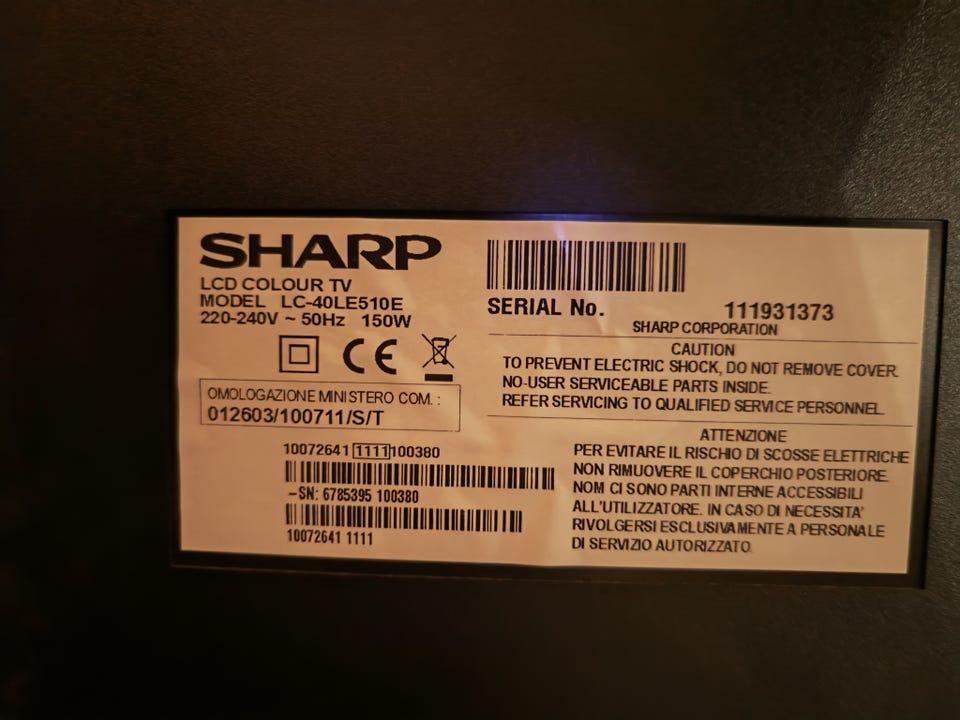 SHARP
LCD COLOUR TV
MODEL LC-40LE510E
220-240V ~ 50Hz 150W
CE
OMOLOGAZIONE MINISTERO COM. :
012603/100711/S/T
10072641 1111 100380
-SN: 6785395 100380
10072641 1111
SERIAL No. 111931373
SHARP CORPORATION
CAUTION
TO PREVENT ELECTRIC SHOCK, DO NOT REMOVE COVER.
NO-USER SERVICEABLE PARTS INSIDE.
REFER SERVICING TO QUALIFIED SERVICE PERSONNEL.
ATTENZIONE
PER EVITARE IL RISCHIO DI SCOSSE ELETTRICHE
NON RIMUOVERE IL COPERCHIO POSTERIORE.
NOM CI SONO PARTI INTERNE ACCESSIBILI
ALL'UTILIZZATORE. IN CASO DI NECESSITA'
RIVOLGERSI ESCLUSIVAMENTE A PERSONALE
DI SERVIZIO AUTORIZZATO.